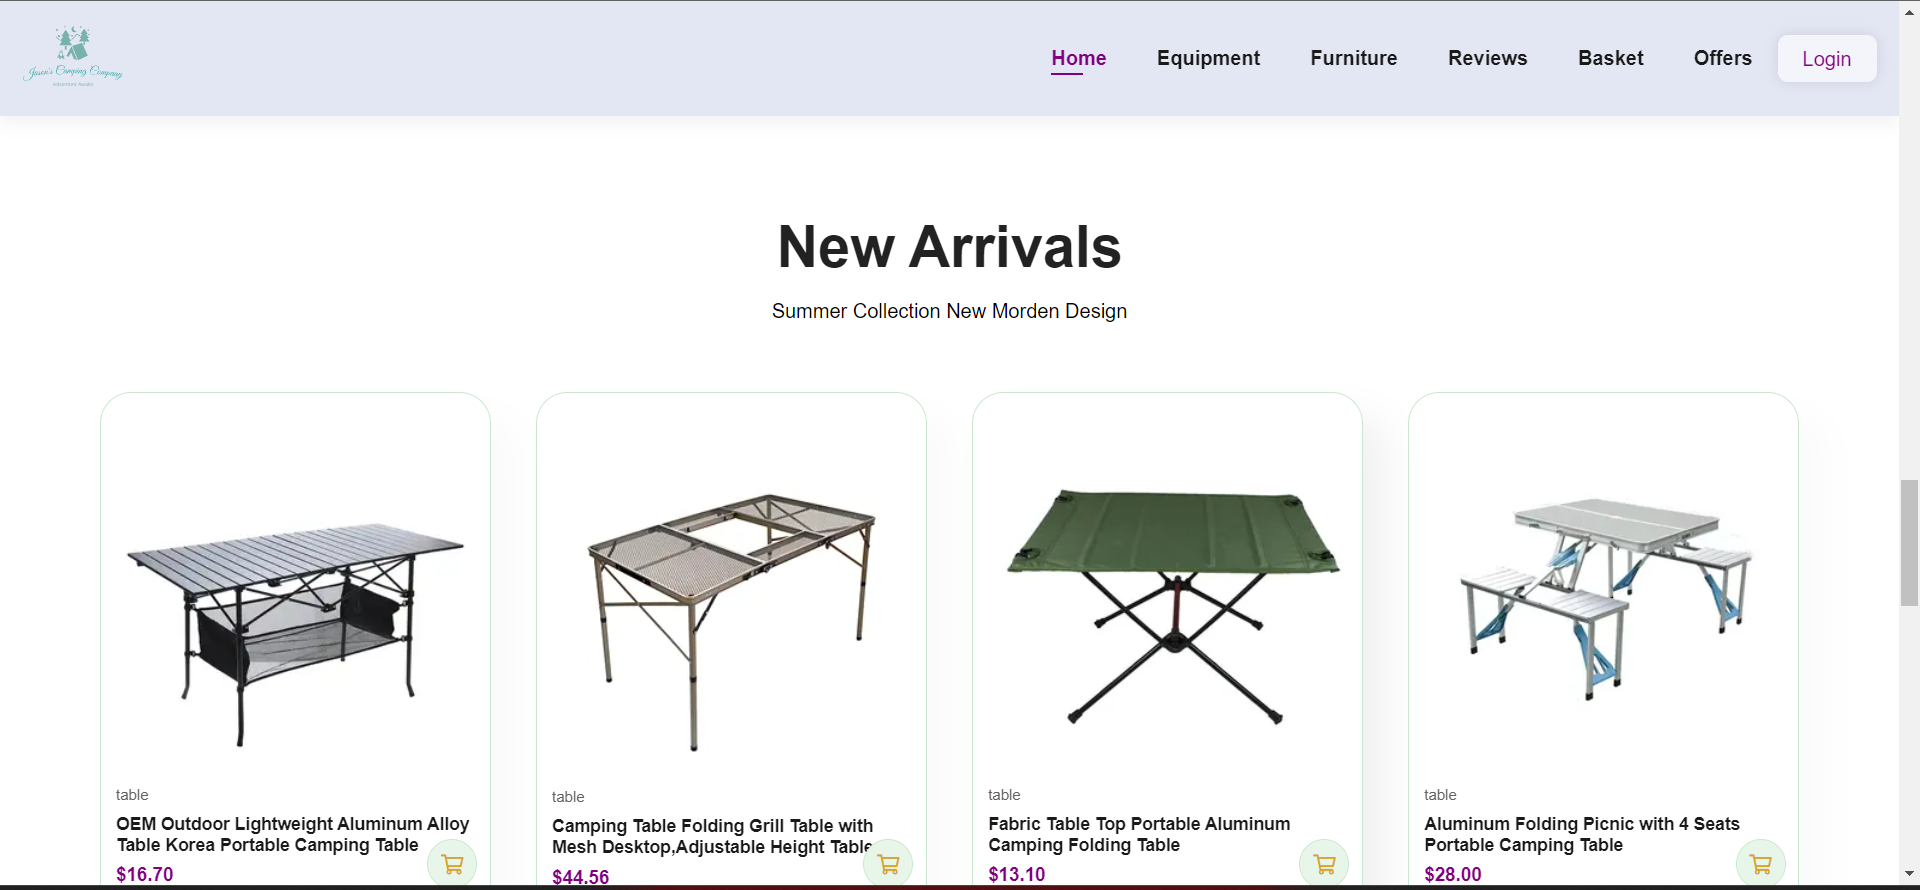 Jason's Camping Company
Adventure Awaits
Home
Equipment
Furniture
Reviews
Basket
Offers
Login
New Arrivals
Summer Collection New Morden Design
table
OEM Outdoor Lightweight Aluminum Alloy
Table Korea Portable Camping Table
$16.70
table
Camping Table Folding Grill Table with
Mesh Desktop,Adjustable Height Table
$44.56
table
Fabric Table Top Portable Aluminum
Camping Folding Table
$13.10
table
Aluminum Folding Picnic with 4 Seats
Portable Camping Table
$28.00